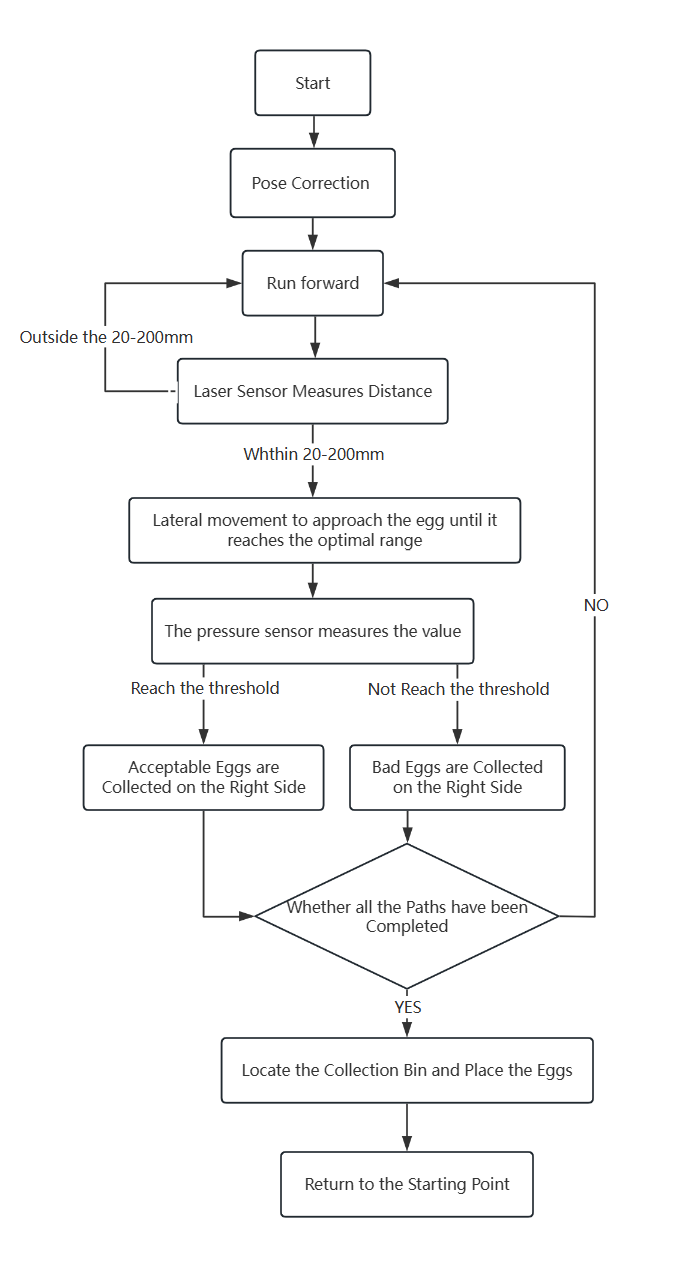 Start
Pose Correction
Run forward
Outside the 20-200mm
Laser Sensor Measures Distance
Whthin 20-200mm
Lateral movement to approach the egg until it
reaches the optimal range
The pressure sensor measures the value
NO
Reach the threshold
Not Reach the threshold
Acceptable Eggs are
Collected on the Right Side
Bad Eggs are Collected
on the Right Side
Whether all the Paths have been
Completed
YES
Locate the Collection Bin and Place the Eggs
Return to the Starting Point